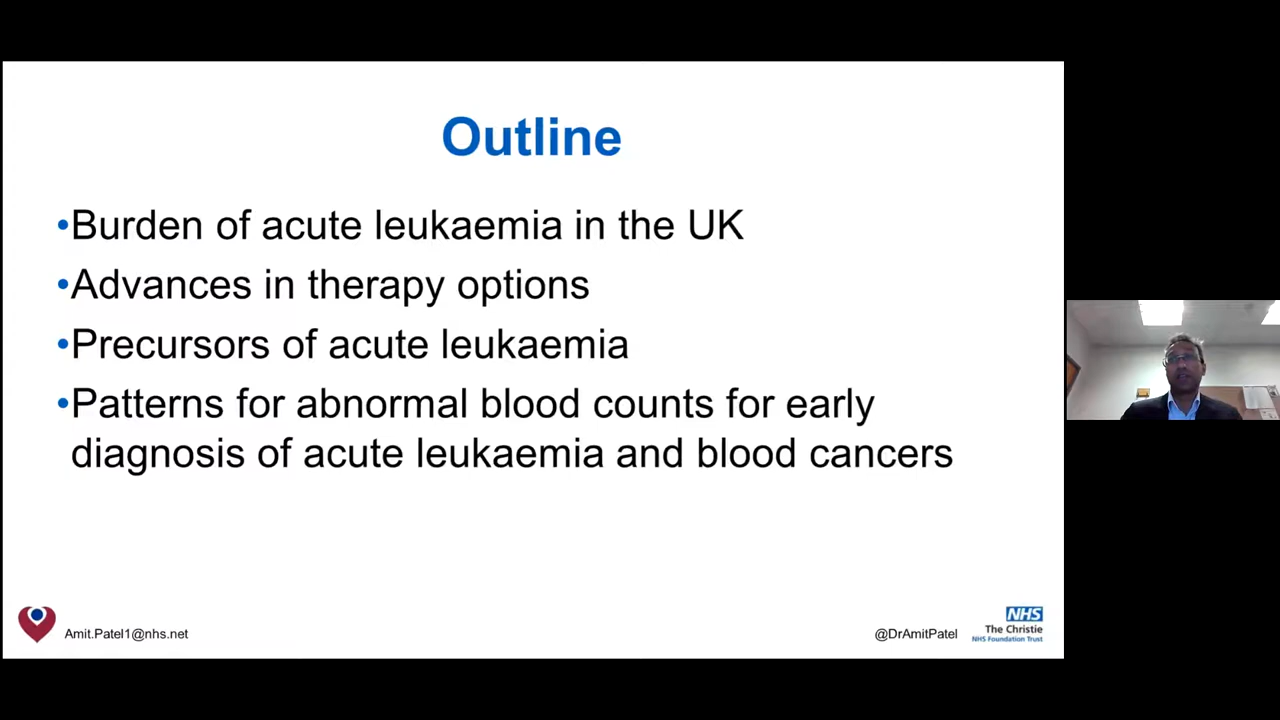 Outline
•Burden of acute leukaemia in the UK
•Advances in therapy options
•Precursors of acute leukaemia
•Patterns for abnormal blood counts for early
diagnosis of acute leukaemia and blood cancers
Amit.Patel1@nhs.net
@DrAmitPatel
NHS
The Christie
NHS Foundation Trust